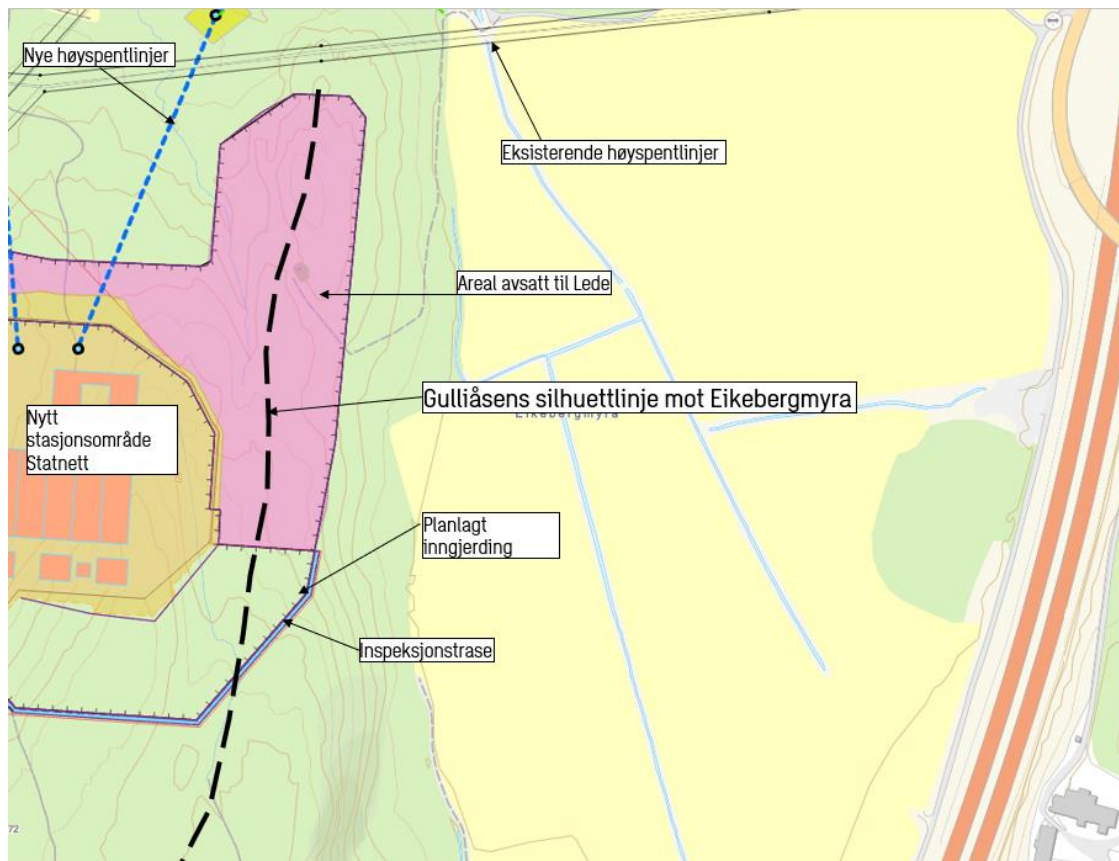 Nye høyspentlinjer
Eksisterende høyspentlinjer
Areal avsatt til Lede
Gulliåsens silhuettlinje mot Eikebergmyra
Eikebergmyra
Nytt
stasjonsområde
Statnett
Planlagt
inngjerding
Inspeksjonstrase
72